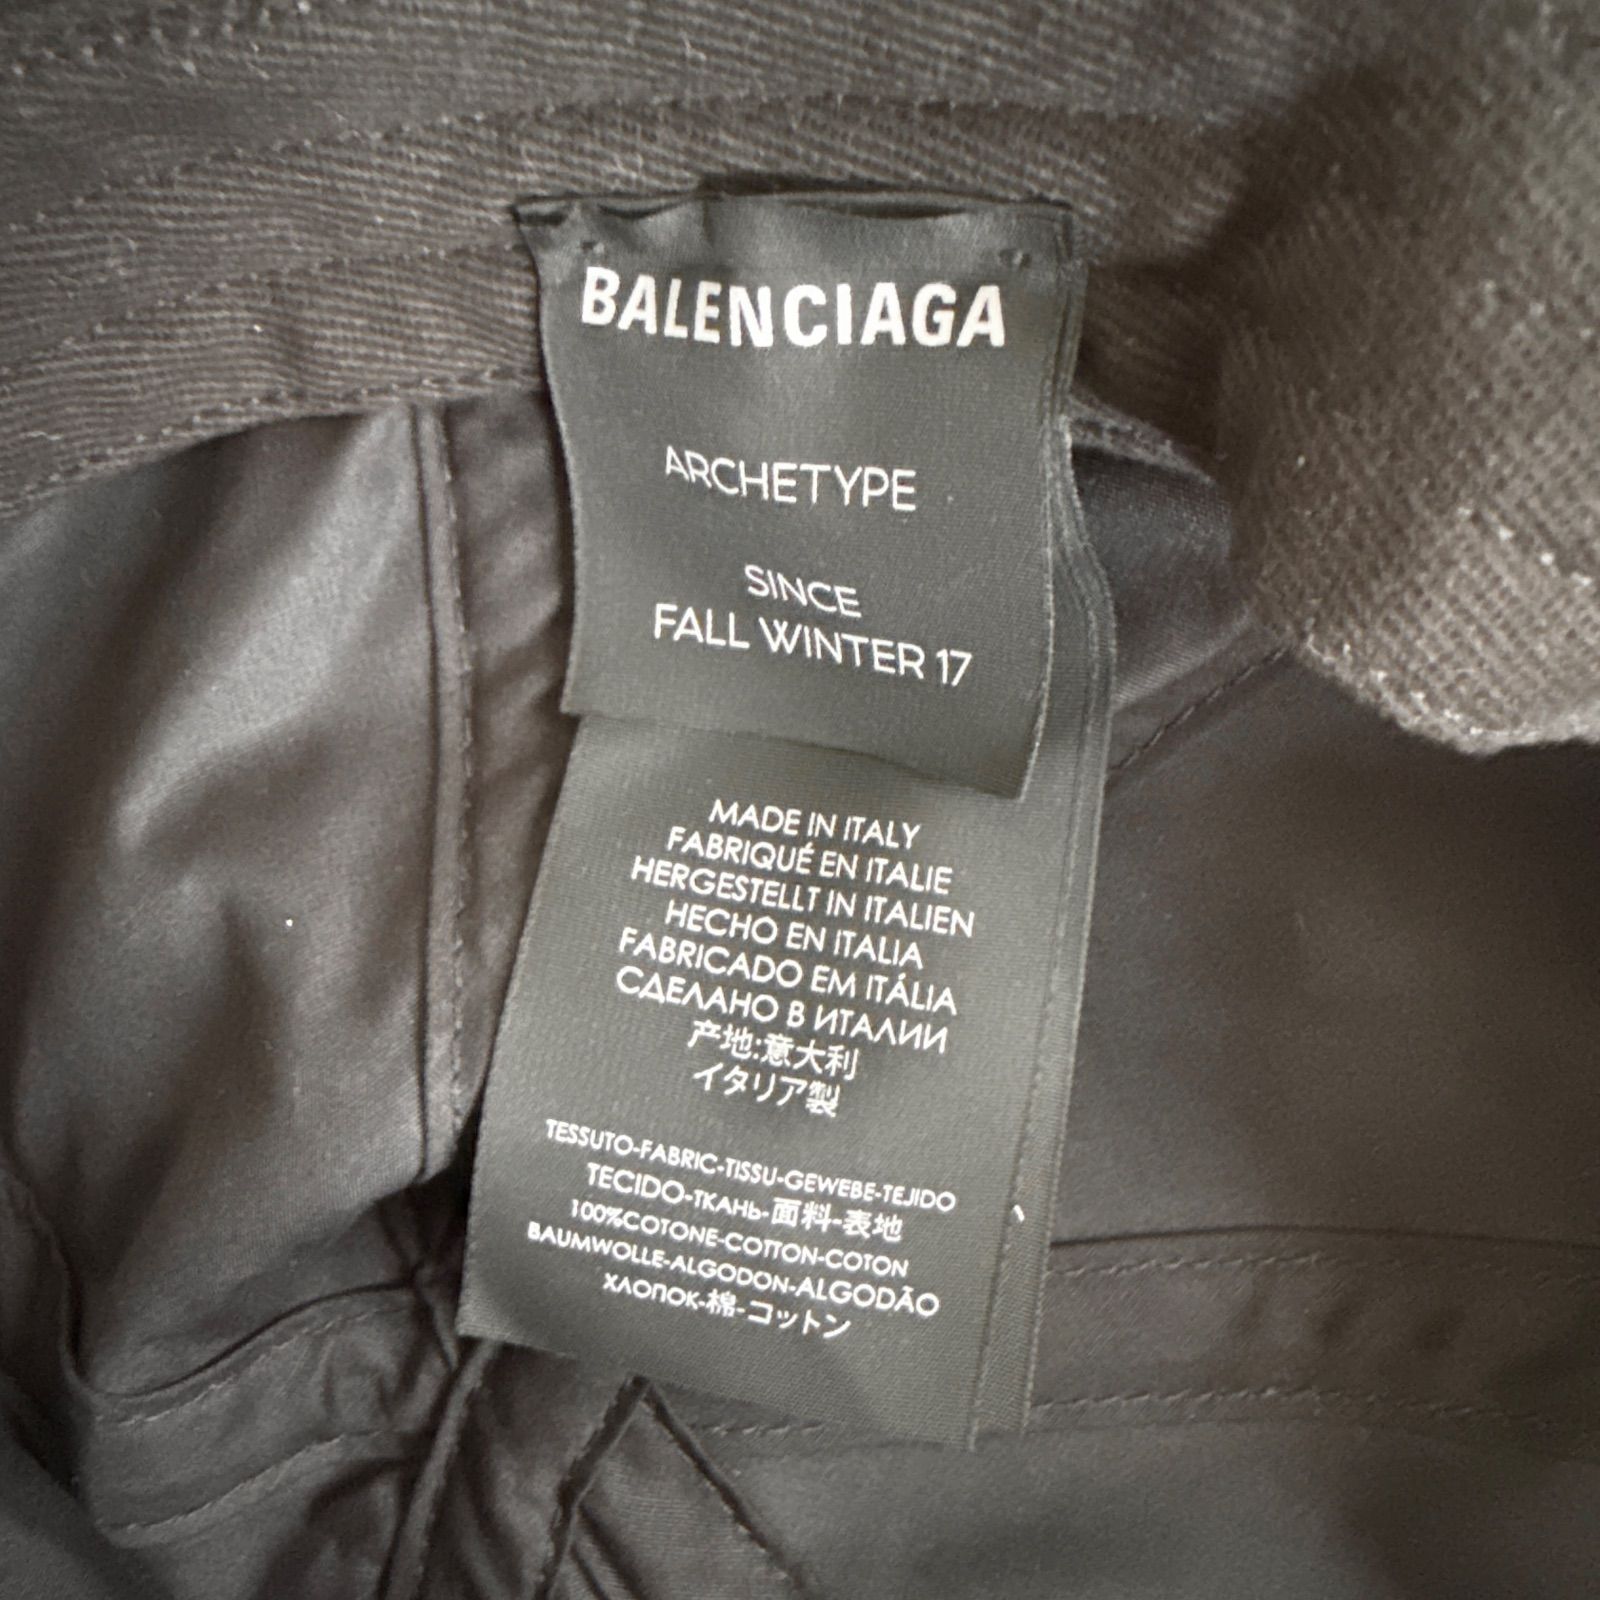 BALENCIAGA
ARCHETYPE
SINCE
FALL WINTER 17
MADE IN ITALY
FABRIQUÉ EN ITALIE
HERGESTELLT IN ITALIEN
HECHO EN ITALIA
FABRICADO EM ITÁLIA
СДЕЛАНО В ИТАЛИИ
产地:意大利
イタリア製
TESSUTO-FABRIC-TISSU-GEWEBE-TEJIDO
TECIDO-ТКАНЬ-面料-表地
100%COTONE-COTTON-COTON
BAUMWOLLE-ALGODON-ALGODÃO
ХЛОПОК-棉-コットン